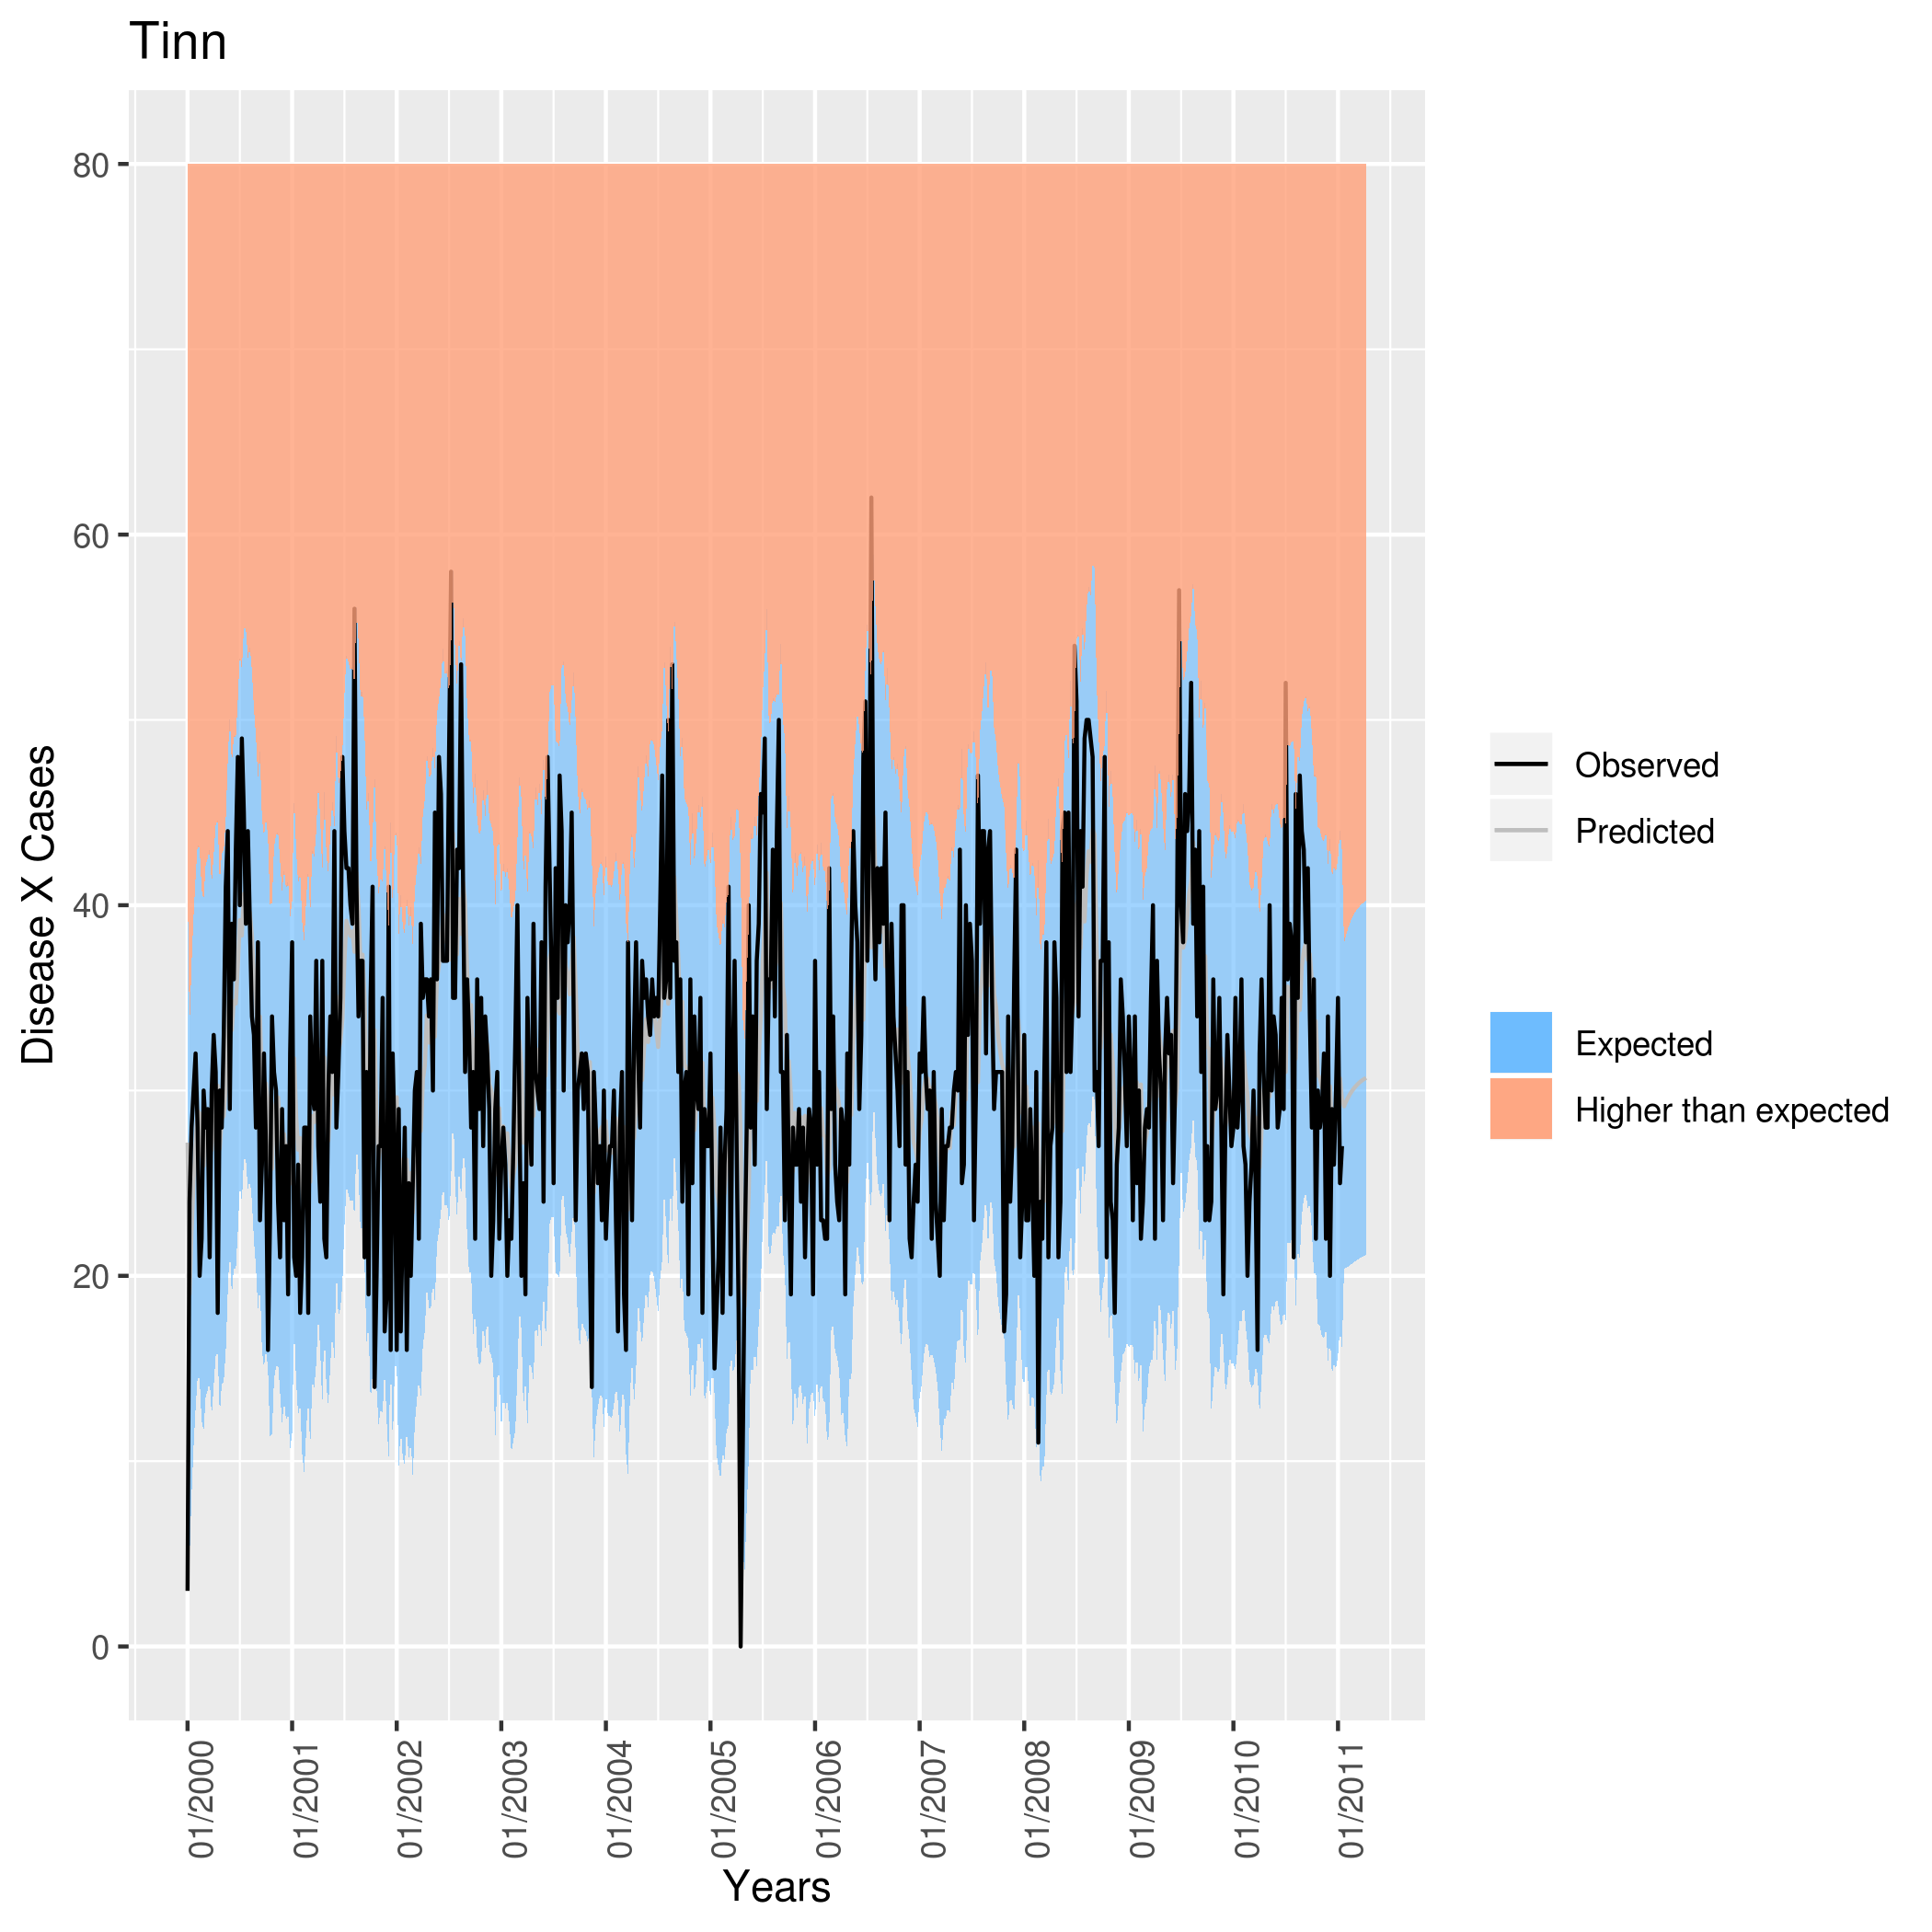 Tinn
80
60
40
20
0
Disease X Cases
01/2000
01/2001
01/2002
01/2003
01/2004
01/2005
01/2006
01/2007
01/2008
01/2009
01/2010
01/2011
Years
Observed
Predicted
Expected
Higher than expected